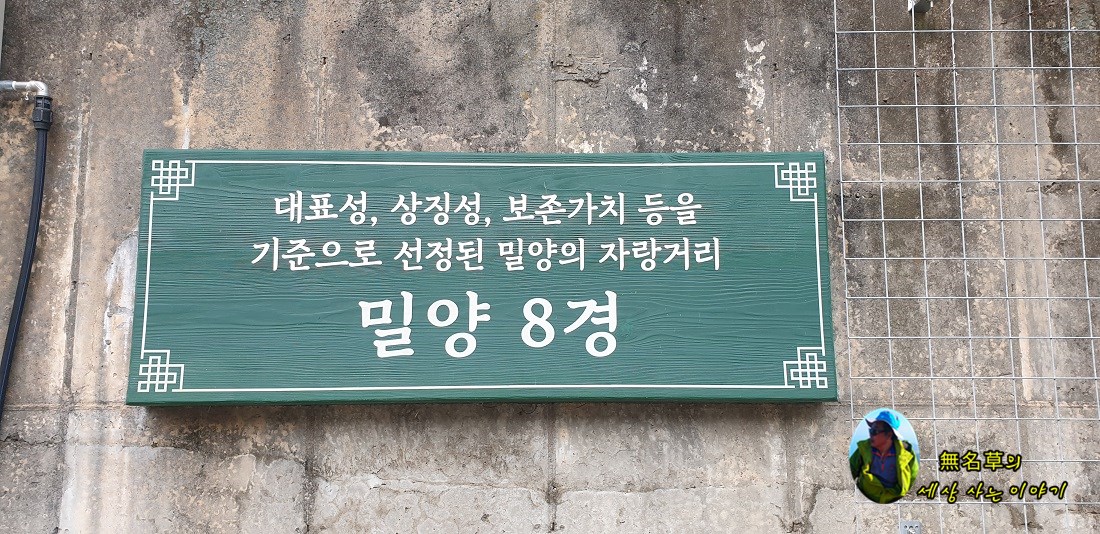 대표성, 상징성, 보존가치 등을
기준으로 선정된 밀양의 자랑거리
밀양 8경
無名草의
세상 사는 이야기